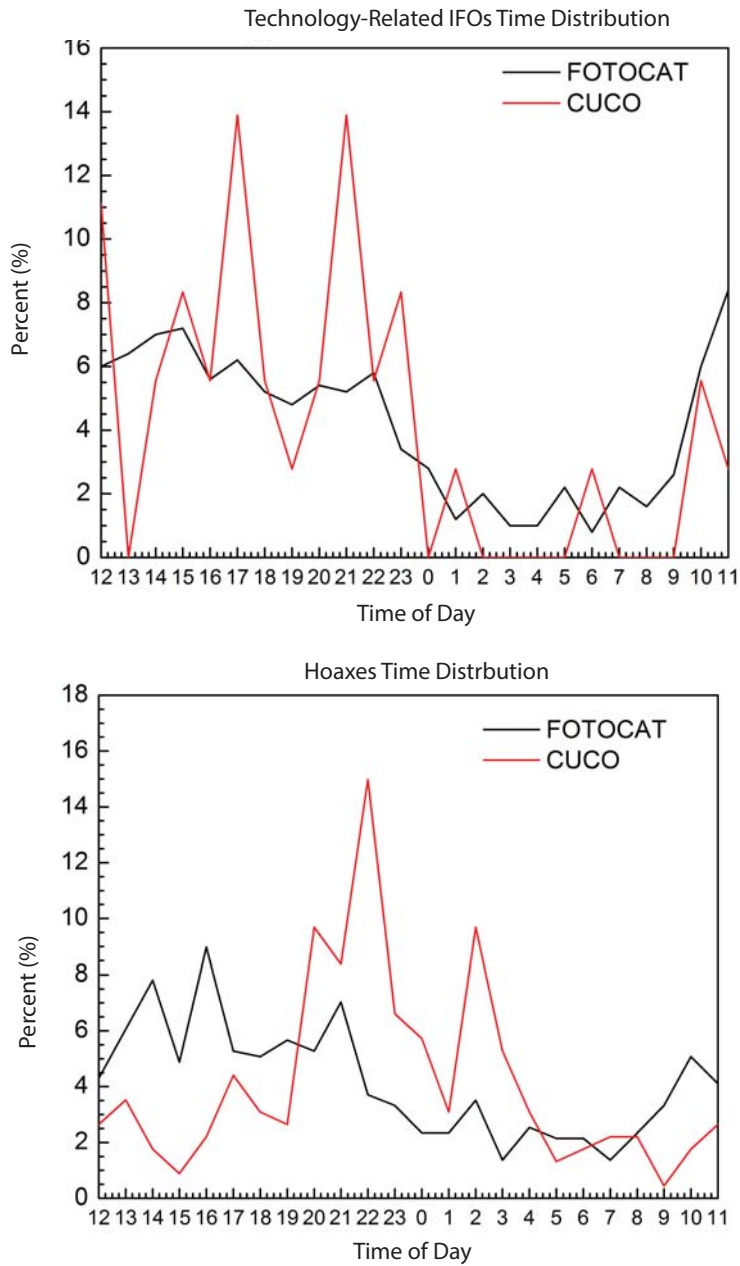 Technology-Related IFOs Time Distribution
16
14
12
10
8
6
4
2
0
Percent (%)
FOTOCAT
CUCO
12 13 14 15 16 17 18 19 20 21 22 23 0 1 2 3 4 5 6 7 8 9 10 11
Time of Day
Hoaxes Time Distrbution
18
16
14
12
10
8
6
4
2
0
Percent (%)
FOTOCAT
CUCO
12 13 14 15 16 17 18 19 20 21 22 23 0 1 2 3 4 5 6 7 8 9 10 11
Time of Day